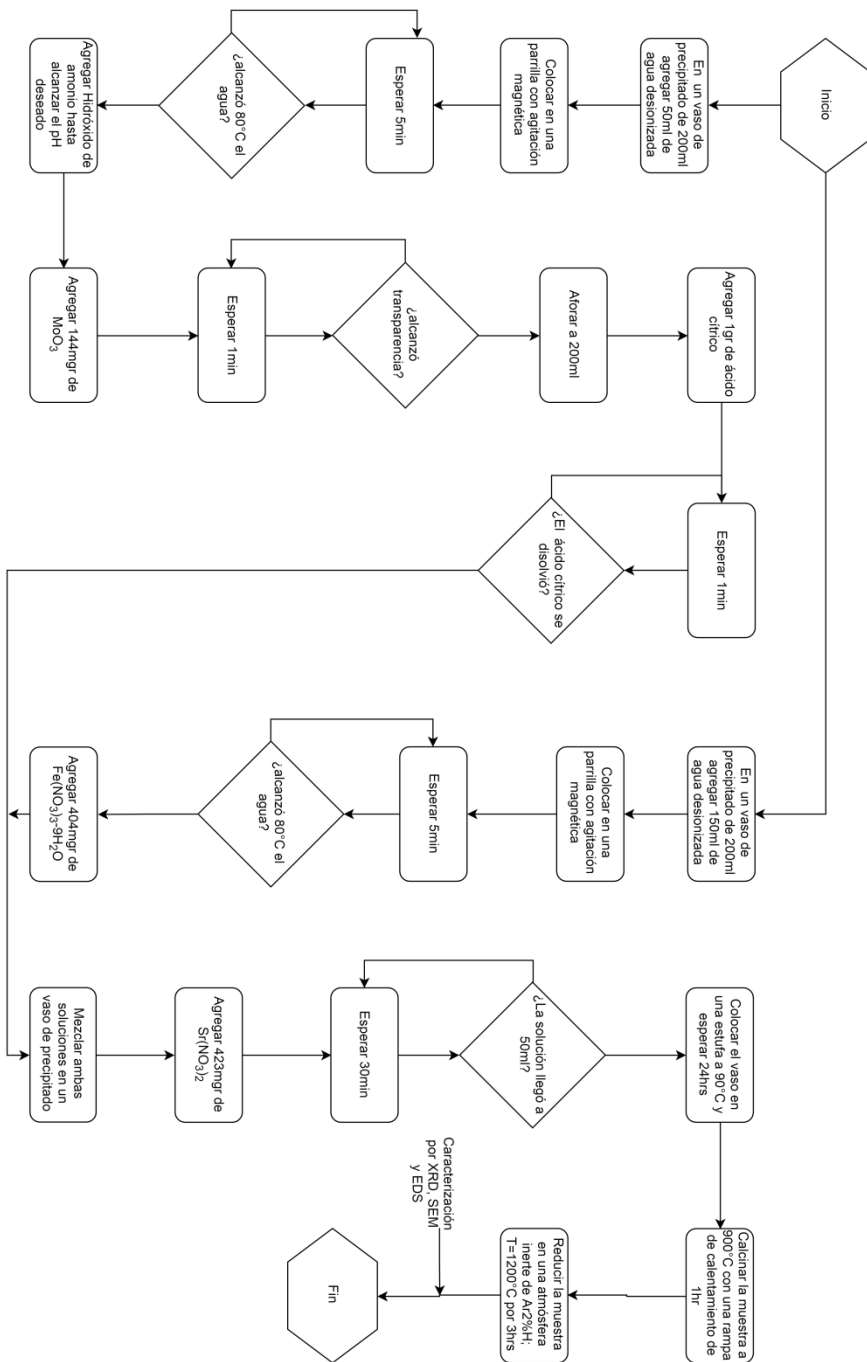 Inicio
En un vaso de
precipitado de 200ml
agregar 50ml de
agua desionizada
Colocar en una
parrilla con agitación
magnética
Esperar 5min
¿alcanzó 80°C el
agua?
Agregar Hidróxido de
amonio hasta
alcanzar el pH
deseado
Agregar 144mgr de
MoO3
Esperar 1min
¿alcanzó
transparencia?
Aforar a 200ml
Agregar 1gr de ácido
cítrico
Esperar 1min
¿El ácido cítrico se
disolvió?
En un vaso de
precipitado de 200ml
agregar 150ml de
agua desionizada
Colocar en una
parrilla con agitación
magnética
Esperar 5min
¿alcanzó 80°C el
agua?
Agregar 404mgr de
Fe(NO3)3-9H2O
Mezclar ambas
soluciones en un
vaso de precipitado
Agregar 423mgr de
Sr(NO3)2
Esperar 30min
¿La solución llegó a
50ml?
Colocar el vaso en
una estufa a 90°C y
esperar 24hrs
Calcinar la muestra a
900°C con una rampa
de calentamiento de
1hr
Reducir la muestra
en una atmósfera
inerte de Ar2%H;
T=1200°C por 3hrs
Caracterización
por XRD, SEM
y EDS
Fin